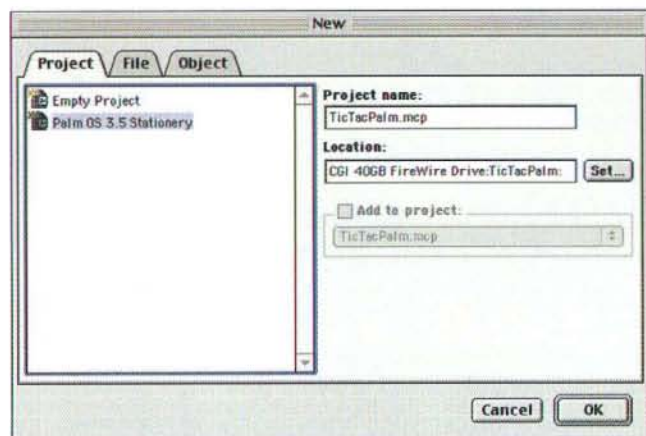 New
Project
File
Object
Empty Project
Palm OS 3.5 Stationery
Project name:
TicTacPalm.mcp
Location:
CGI 40GB FireWire Drive:TicTacPalm:
Set...
Add to project:
TicTacPalm.mcp
Cancel
OK